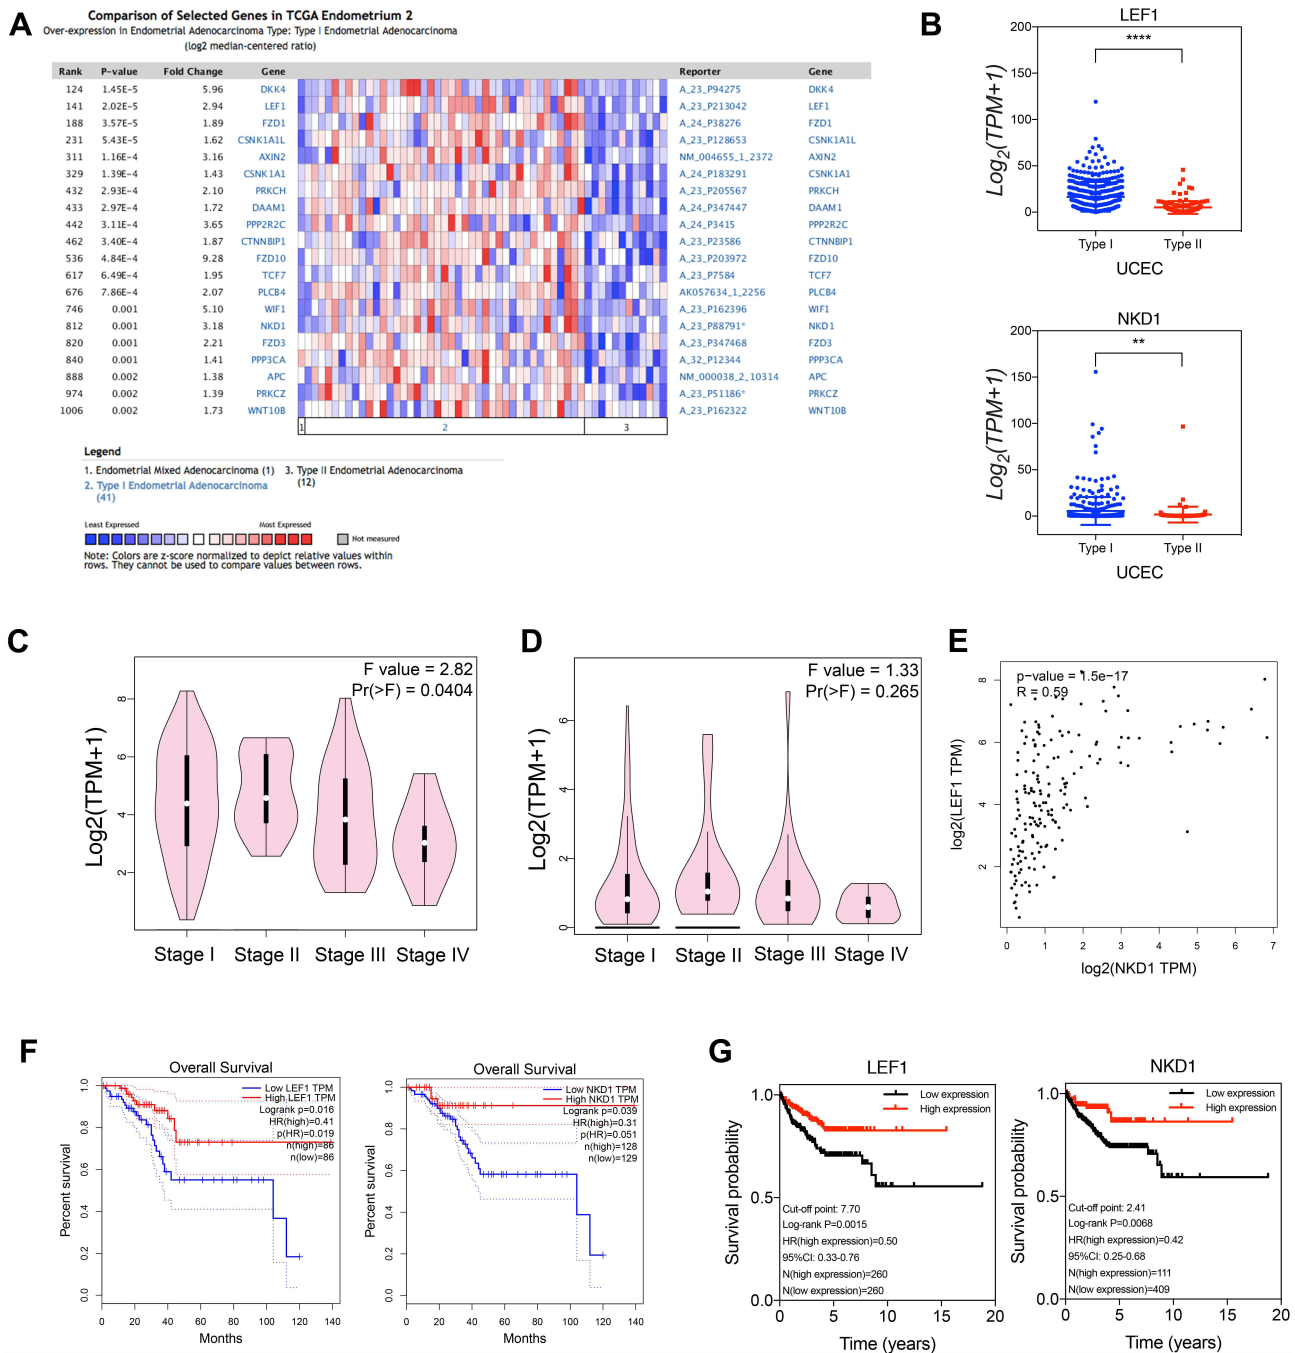 A
Comparison of Selected Genes in TCGA Endometrium 2
Over-expression in Endometrial Adenocarcinoma Type: Type I Endometrial Adenocarcinoma
(log2 median-centered ratio)
Rank P-value Fold Change Gene Reporter Gene
124 1.45E-5 5.96 DKK4 A_23_P94275 DKK4
141 2.02E-5 2.94 LEF1 A_23_P213042 LEF1
188 3.57E-5 1.89 FZD1 A_24_P38276 FZD1
231 5.43E-5 1.62 CSNK1A1L A_23_P128653 CSNK1A1L
311 1.16E-4 3.16 AXIN2 NM_004655_1_2372 AXIN2
329 1.39E-4 1.43 CSNK1A1 A_24_P183291 CSNK1A1
432 2.93E-4 2.10 PRKCH A_23_P205567 PRKCH
433 2.97E-4 1.72 DAAM1 A_24_P347447 DAAM1
442 3.11E-4 3.65 PPP2R2C A_24_P3415 PPP2R2C
462 3.40E-4 1.87 CTNNBIP1 A_23_P23586 CTNNBIP1
536 4.84E-4 9.28 FZD10 A_23_P203972 FZD10
617 6.49E-4 1.95 TCF7 A_23_P7584 TCF7
676 7.86E-4 2.07 PLCB4 AK057634_1_2256 PLCB4
746 0.001 5.10 WIF1 A_23_P162396 WIF1
812 0.001 3.18 NKD1 A_23_P88791* NKD1
820 0.001 2.21 FZD3 A_23_P347468 FZD3
840 0.001 1.41 PPP3CA A_32_P12344 PPP3CA
888 0.002 1.38 APC NM_000038_2_10314 APC
974 0.002 1.39 PRKCZ A_23_P51186* PRKCZ
1006 0.002 1.73 WNT10B A_23_P162322 WNT10B
1 2 3
Legend
1. Endometrial Mixed Adenocarcinoma (1) 3. Type II Endometrial Adenocarcinoma
(12)
2. Type I Endometrial Adenocarcinoma
(41)
Least Expressed Most Expressed
Not measured
Note: Colors are z-score normalized to depict relative values within
rows. They cannot be used to compare values between rows.
B
LEF1
****
200
150
100
50
0
Log2(TPM+1)
Type I Type II
UCEC
NKD1
**
200
150
100
50
0
Log2(TPM+1)
Type I Type II
UCEC
C
F value = 2.82
Pr(>F) = 0.0404
8
6
4
2
Log2(TPM+1)
Stage I Stage II Stage III Stage IV
D
F value = 1.33
Pr(>F) = 0.265
6
4
2
0
Log2(TPM+1)
Stage I Stage II Stage III Stage IV
E
p-value = 1.5e−17
R = 0.59
8
6
4
2
log2(LEF1 TPM)
0 1 2 3 4 5 6 7
log2(NKD1 TPM)
F
Overall Survival
Low LEF1 TPM
High LEF1 TPM
Logrank p=0.016
HR(high)=0.41
p(HR)=0.019
n(high)=86
n(low)=86
1.0
0.8
0.6
0.4
0.2
0.0
Percent survival
0 20 40 60 80 100 120 140
Months
Overall Survival
Low NKD1 TPM
High NKD1 TPM
Logrank p=0.039
HR(high)=0.31
p(HR)=0.051
n(high)=128
n(low)=129
1.0
0.8
0.6
0.4
0.2
0.0
Percent survival
0 20 40 60 80 100 120 140
Months
G
LEF1
Low expression
High expression
1.0
0.5
0.0
Survival probability
Cut-off point: 7.70
Log-rank P=0.0015
HR(high expression)=0.50
95%CI: 0.33-0.76
N(high expression)=260
N(low expression)=260
0 5 10 15 20
Time (years)
NKD1
Low expression
High expression
1.0
0.5
0.0
Survival probability
Cut-off point: 2.41
Log-rank P=0.0068
HR(high expression)=0.42
95%CI: 0.25-0.68
N(high expression)=111
N(low expression)=409
0 5 10 15 20
Time (years)